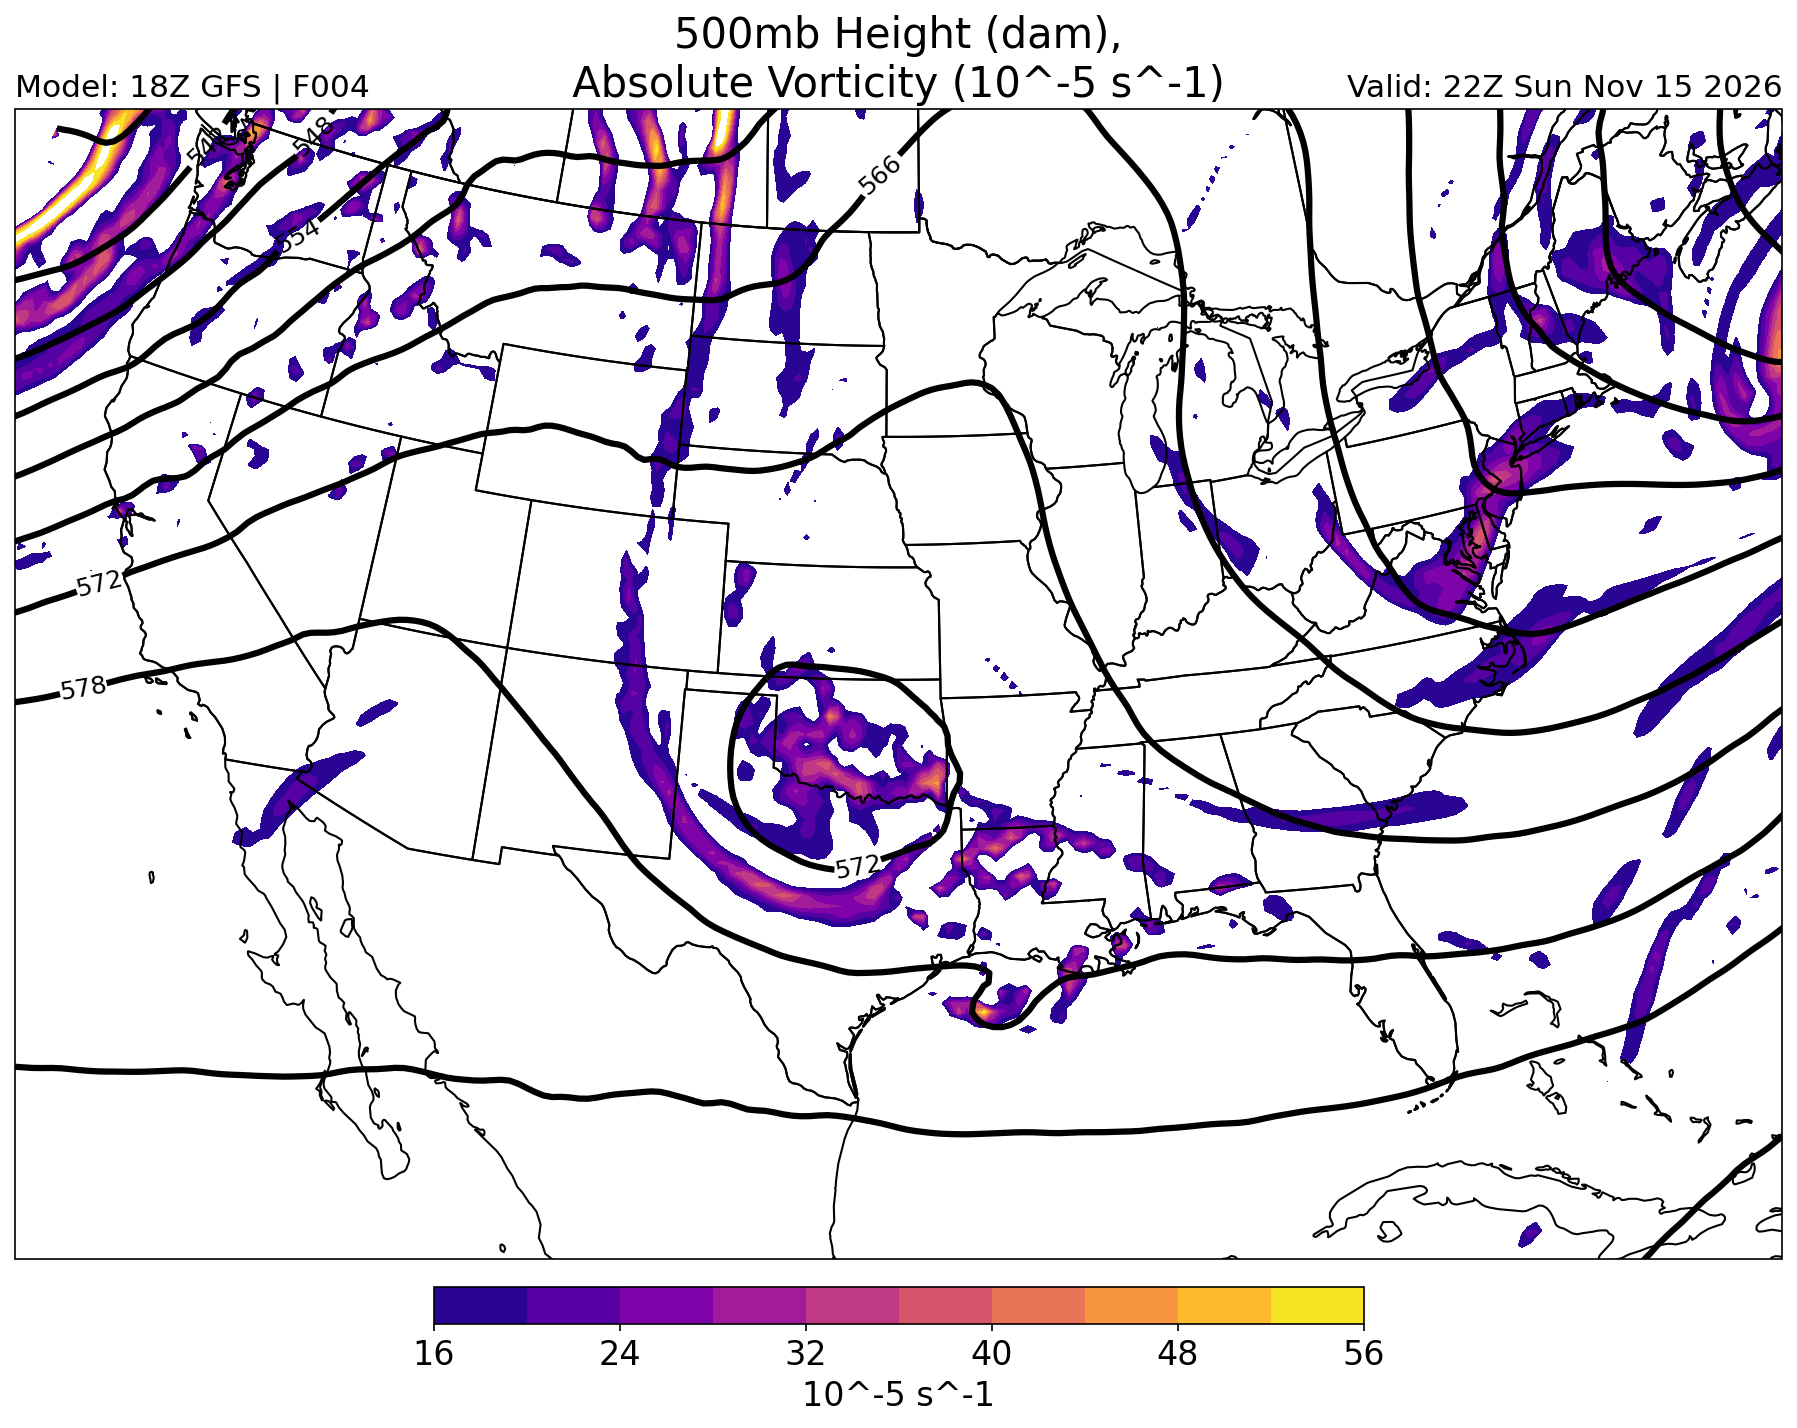 500mb Height (dam),
Absolute Vorticity (10^-5 s^-1)
Model: 18Z GFS | F004
Valid: 22Z Sun Nov 15 2026
548
566
554
572
578
572
16 24 32 40 48 56
10^-5 s^-1